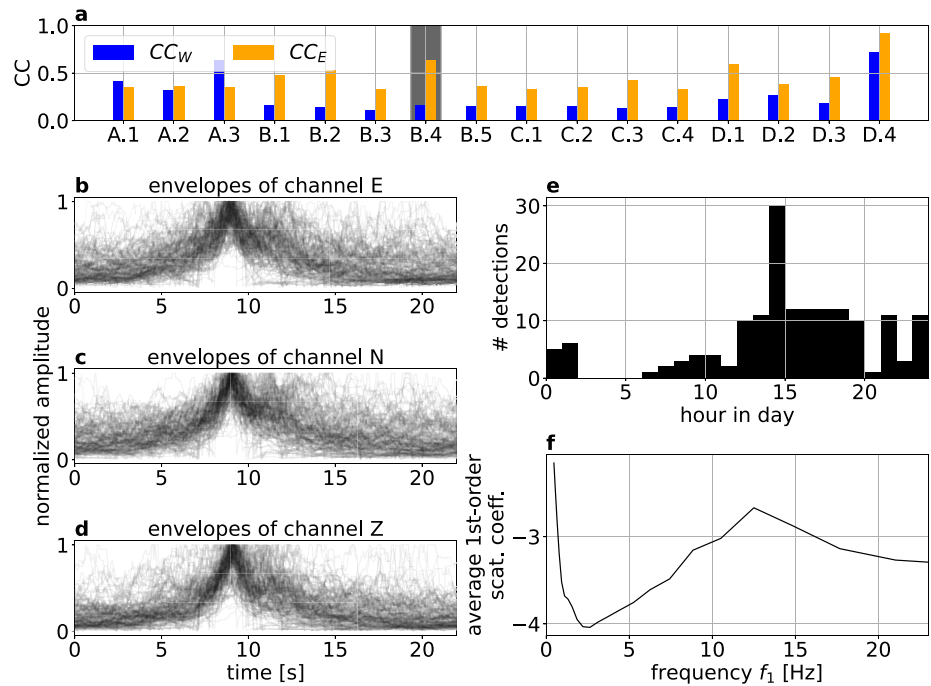 a
CC
1.0
0.5
0.0
CC_W CC_E
A.1 A.2 A.3 B.1 B.2 B.3 B.4 B.5 C.1 C.2 C.3 C.4 D.1 D.2 D.3 D.4
normalized amplitude
b envelopes of channel E
1
0
0 5 10 15 20
c envelopes of channel N
1
0
0 5 10 15 20
d envelopes of channel Z
1
0
0 5 10 15 20
time [s]
e
# detections
30
20
10
0
0 5 10 15 20
hour in day
f
average 1st-order
scat. coeff.
−3
−4
0 5 10 15 20
frequency f₁ [Hz]